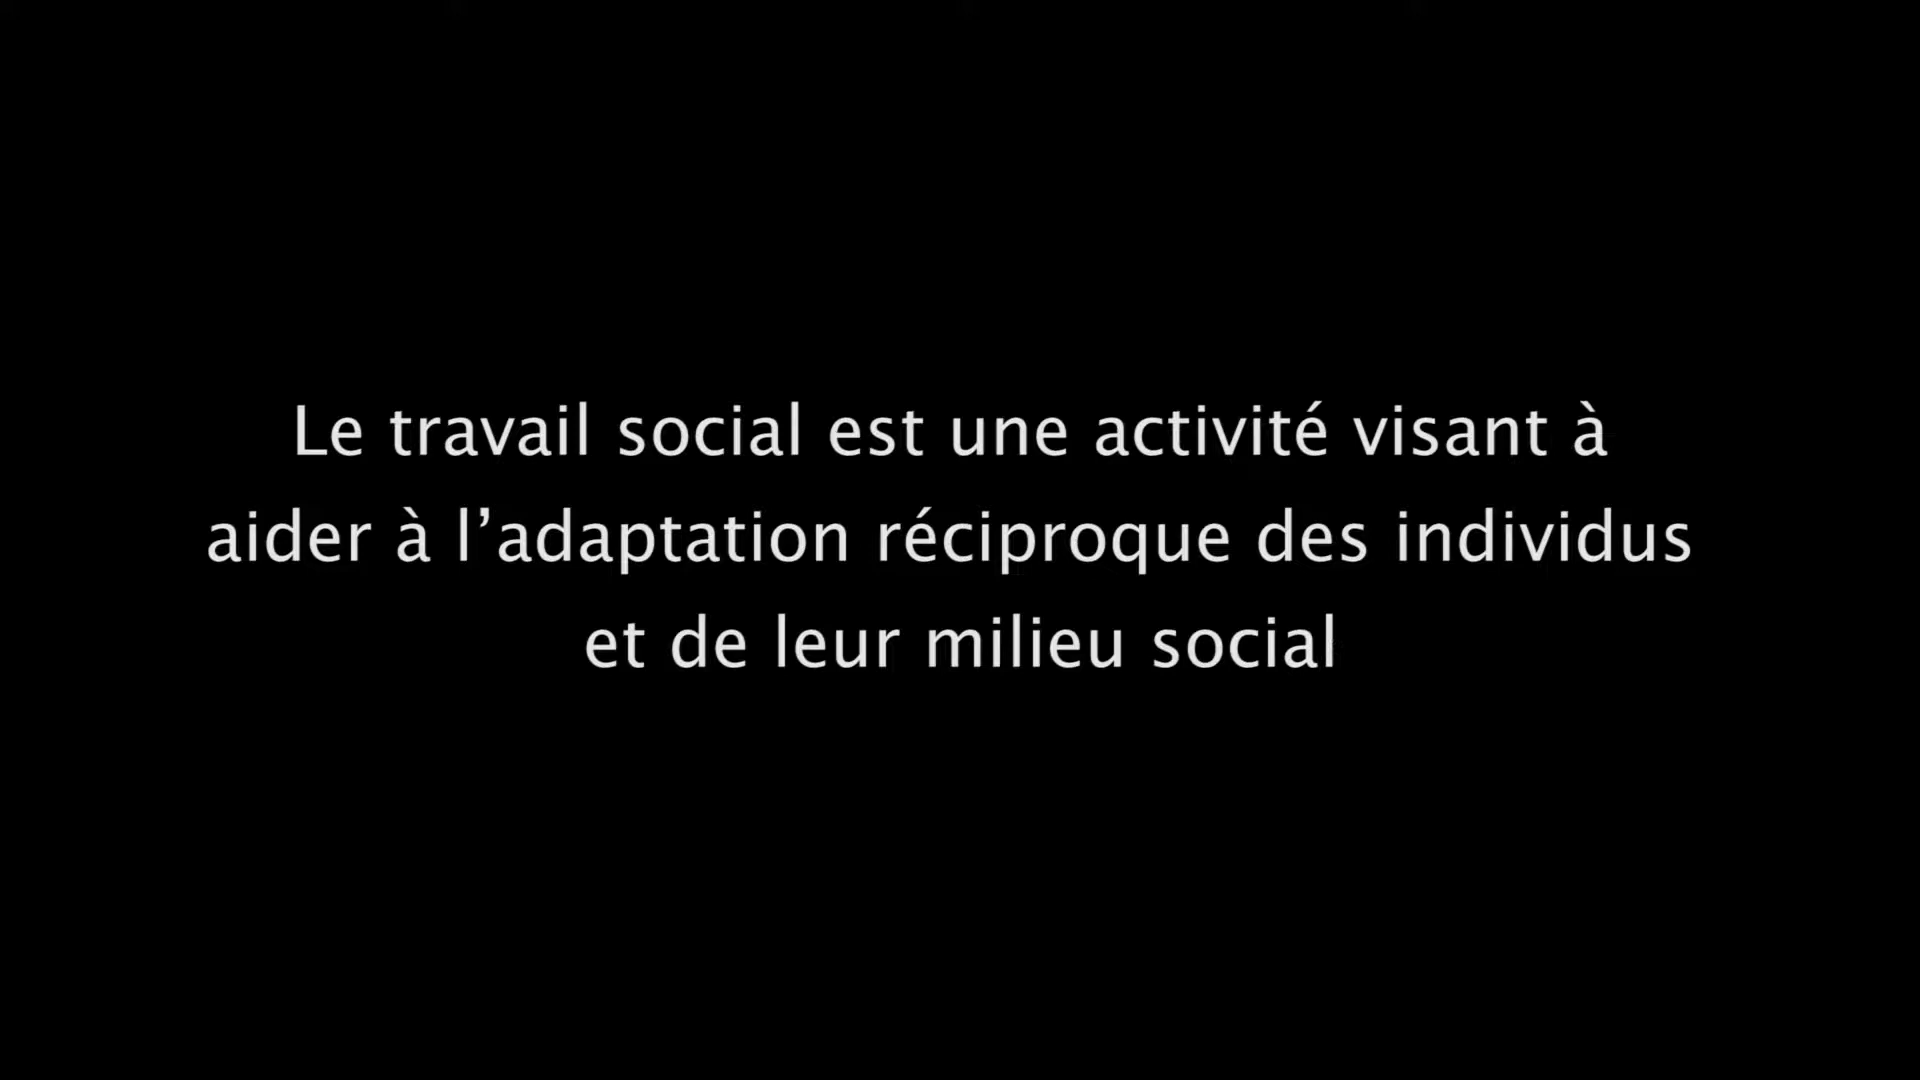 Le travail social est une activité visant à
aider à l’adaptation réciproque des individus
et de leur milieu social